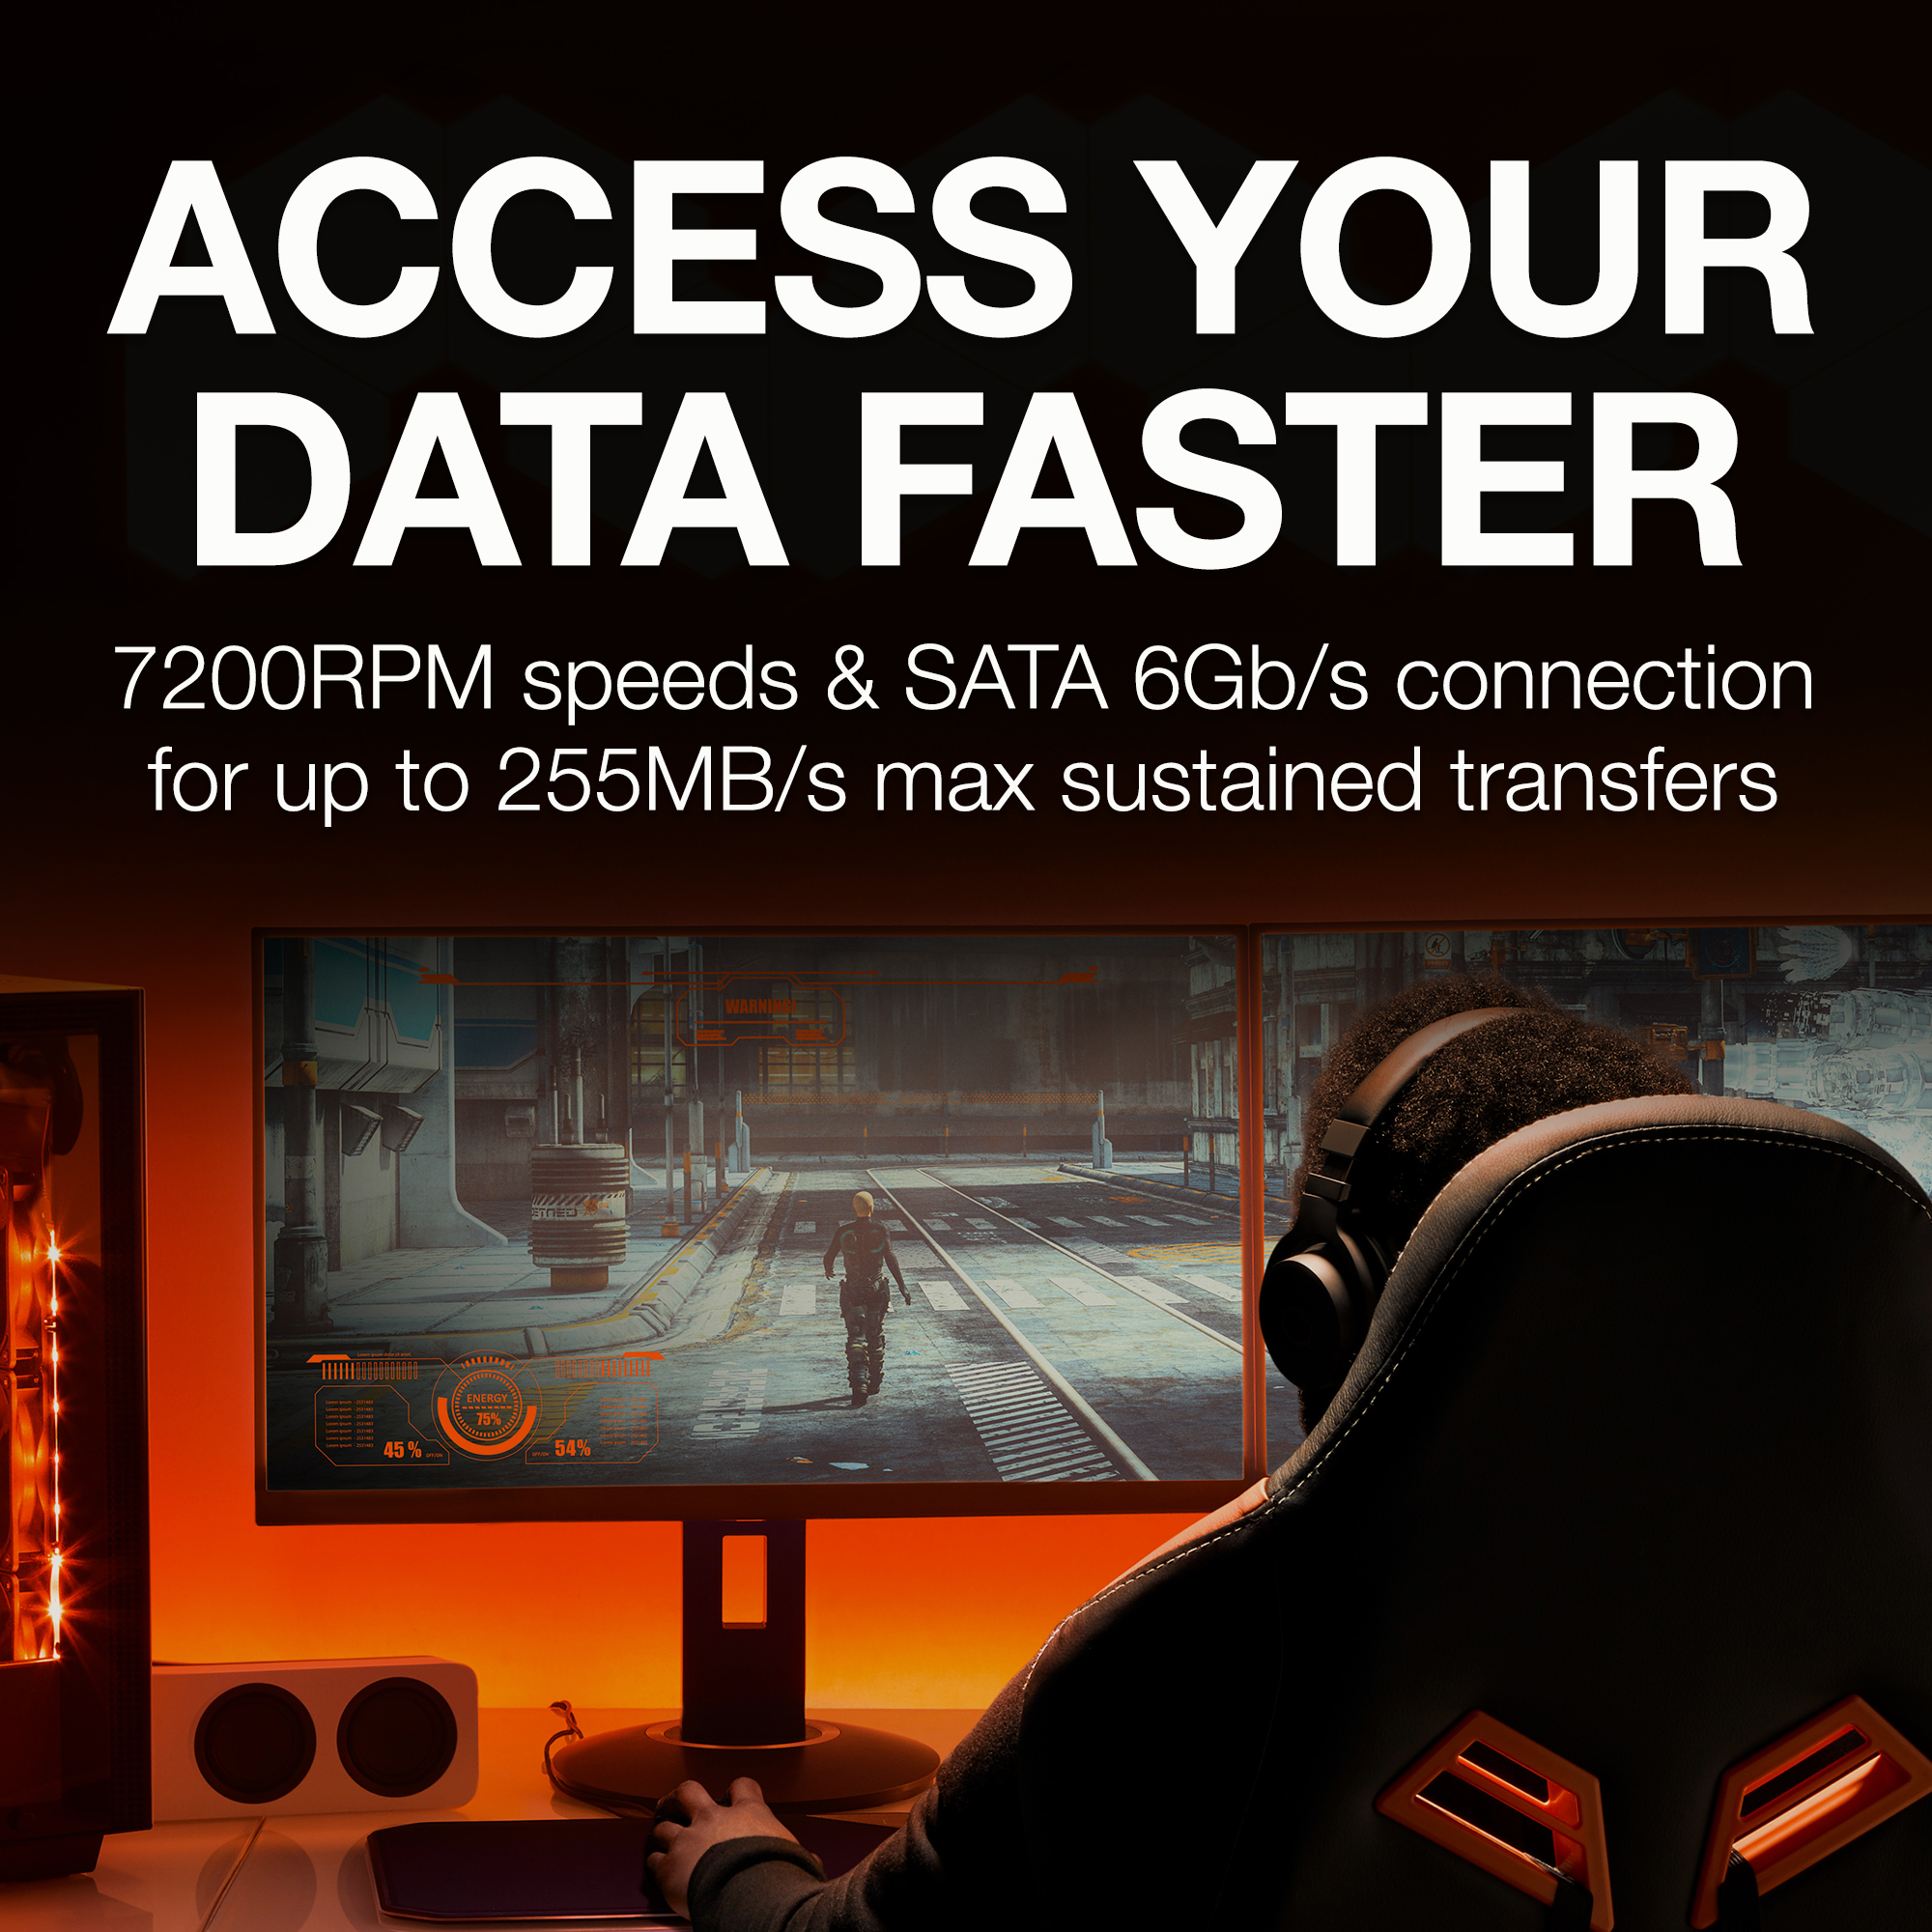 ACCESS YOUR
DATA FASTER
7200RPM speeds & SATA 6Gb/s connection
for up to 255MB/s max sustained transfers
WARNING!
ENERGY
75%
45 %
54%